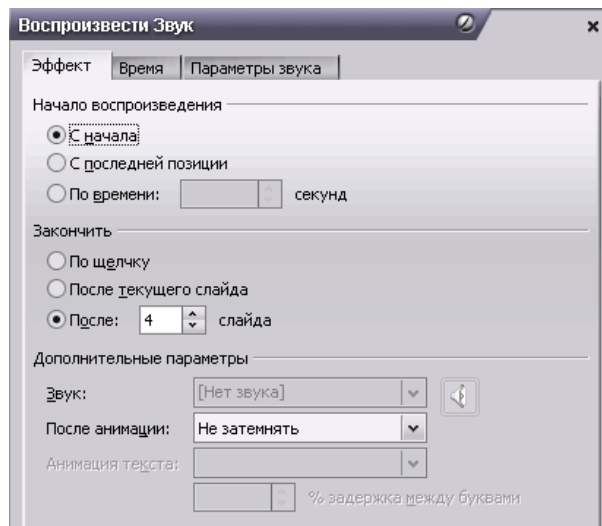 Воспроизвести Звук
Эффект Время Параметры звука
Начало воспроизведения
С начала
С последней позиции
По времени: секунд
Закончить
По щелчку
После текущего слайда
После: 4 слайда
Дополнительные параметры
Звук: [Нет звука]
После анимации: Не затемнять
Анимация текста:
% задержка между буквами